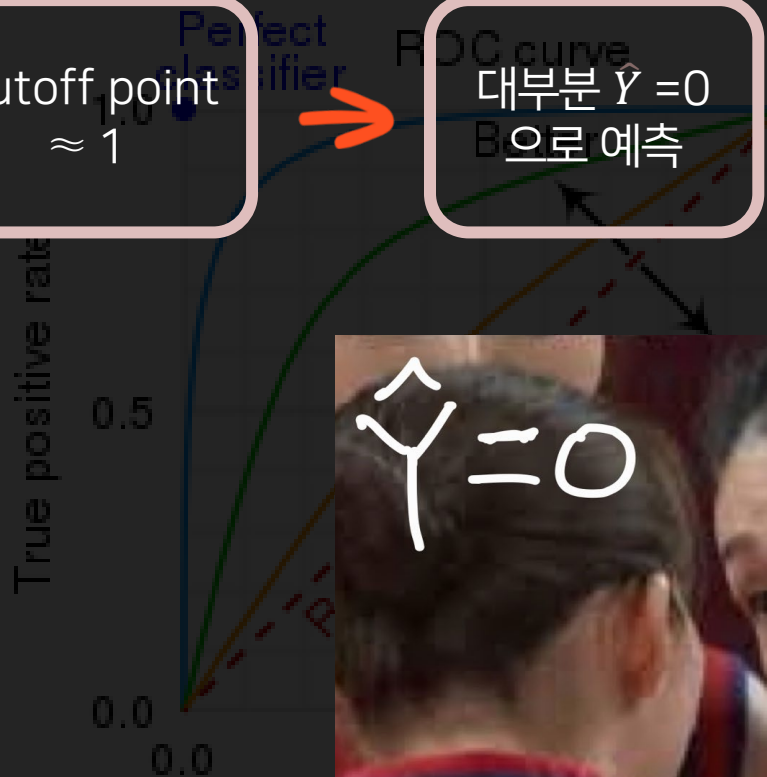 Perfect
classifier
ROC curve
utoff point
≈ 1
대부분 Ŷ =0
으로 예측
1.0
True positive rate
0.5
0.0
0.0
Ŷ=0